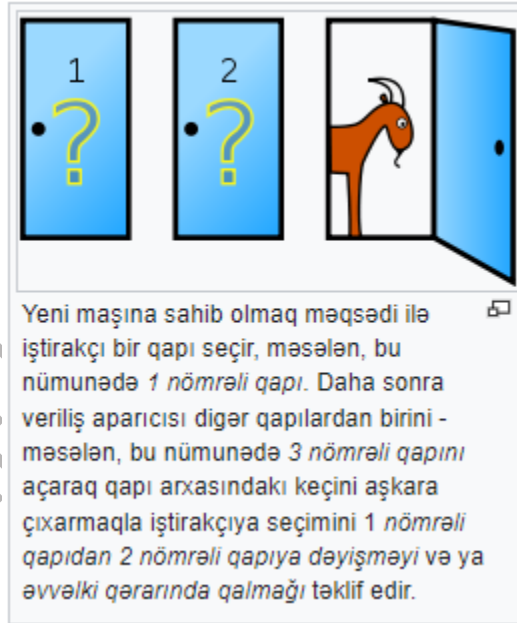 1
2
?
?
Yeni maşına sahib olmaq məqsədi ilə
iştirakçı bir qapı seçir, məsələn, bu
nümunədə 1 nömrəli qapı. Daha sonra
veriliş aparıcısı digər qapılardan birini -
məsələn, bu nümunədə 3 nömrəli qapını
açaraq qapı arxasındakı keçini aşkara
çıxarmaqla iştirakçıya seçimini 1 nömrəli
qapıdan 2 nömrəli qapıya dəyişməyi və ya
əvvəlki qərarında qalmağı təklif edir.